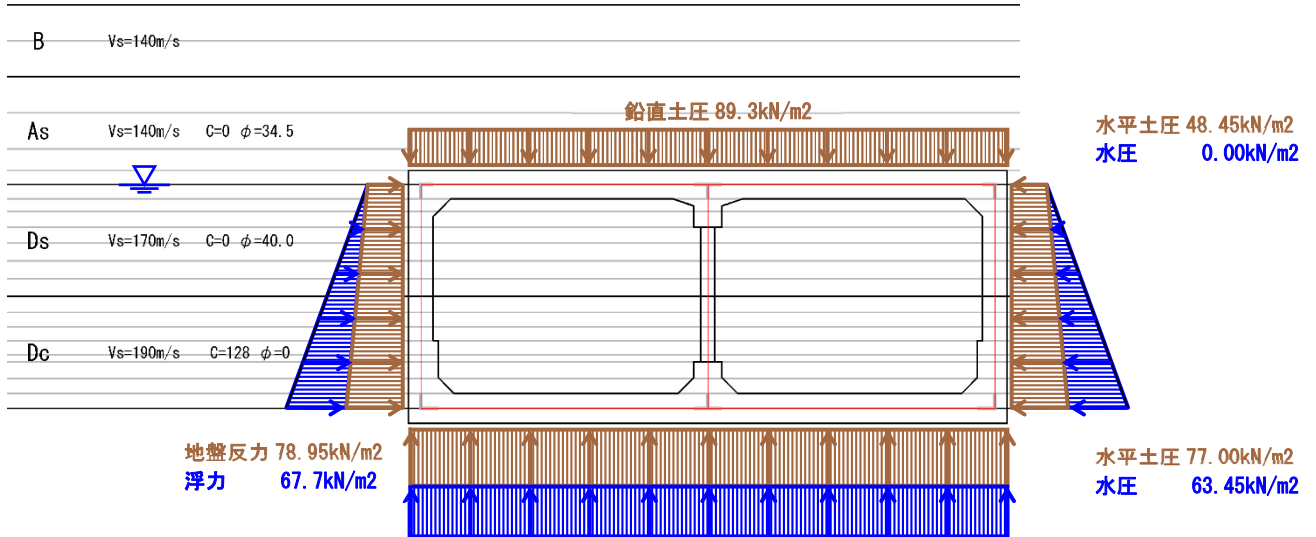 B Vs=140m/s
鉛直土圧 89.3kN/m2
As Vs=140m/s C=0 φ=34.5
水平土圧 48.45kN/m2
水圧 0.00kN/m2
Ds Vs=170m/s C=0 φ=40.0
Dc Vs=190m/s C=128 φ=0
地盤反力 78.95kN/m2
浮力 67.7kN/m2
水平土圧 77.00kN/m2
水圧 63.45kN/m2